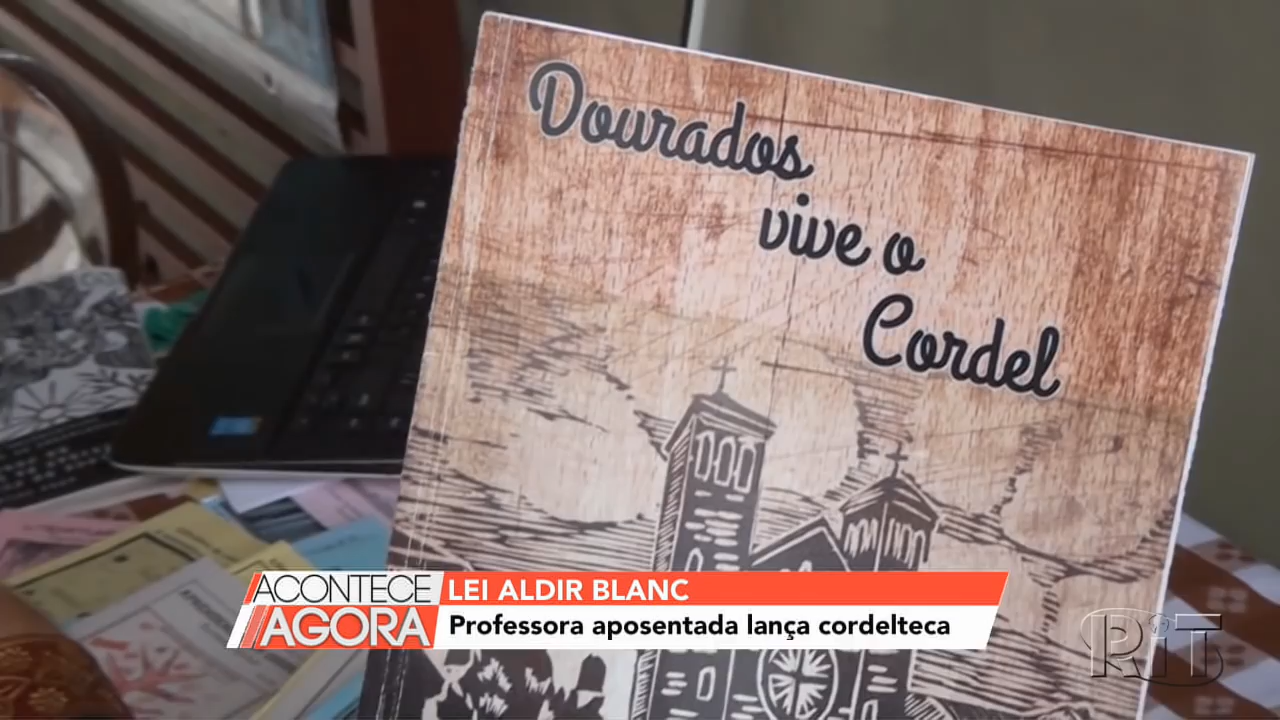 Dourados
vive o
Cordel
ACONTECE
AGORA
LEI ALDIR BLANC
Professora aposentada lança cordelteca
RiT